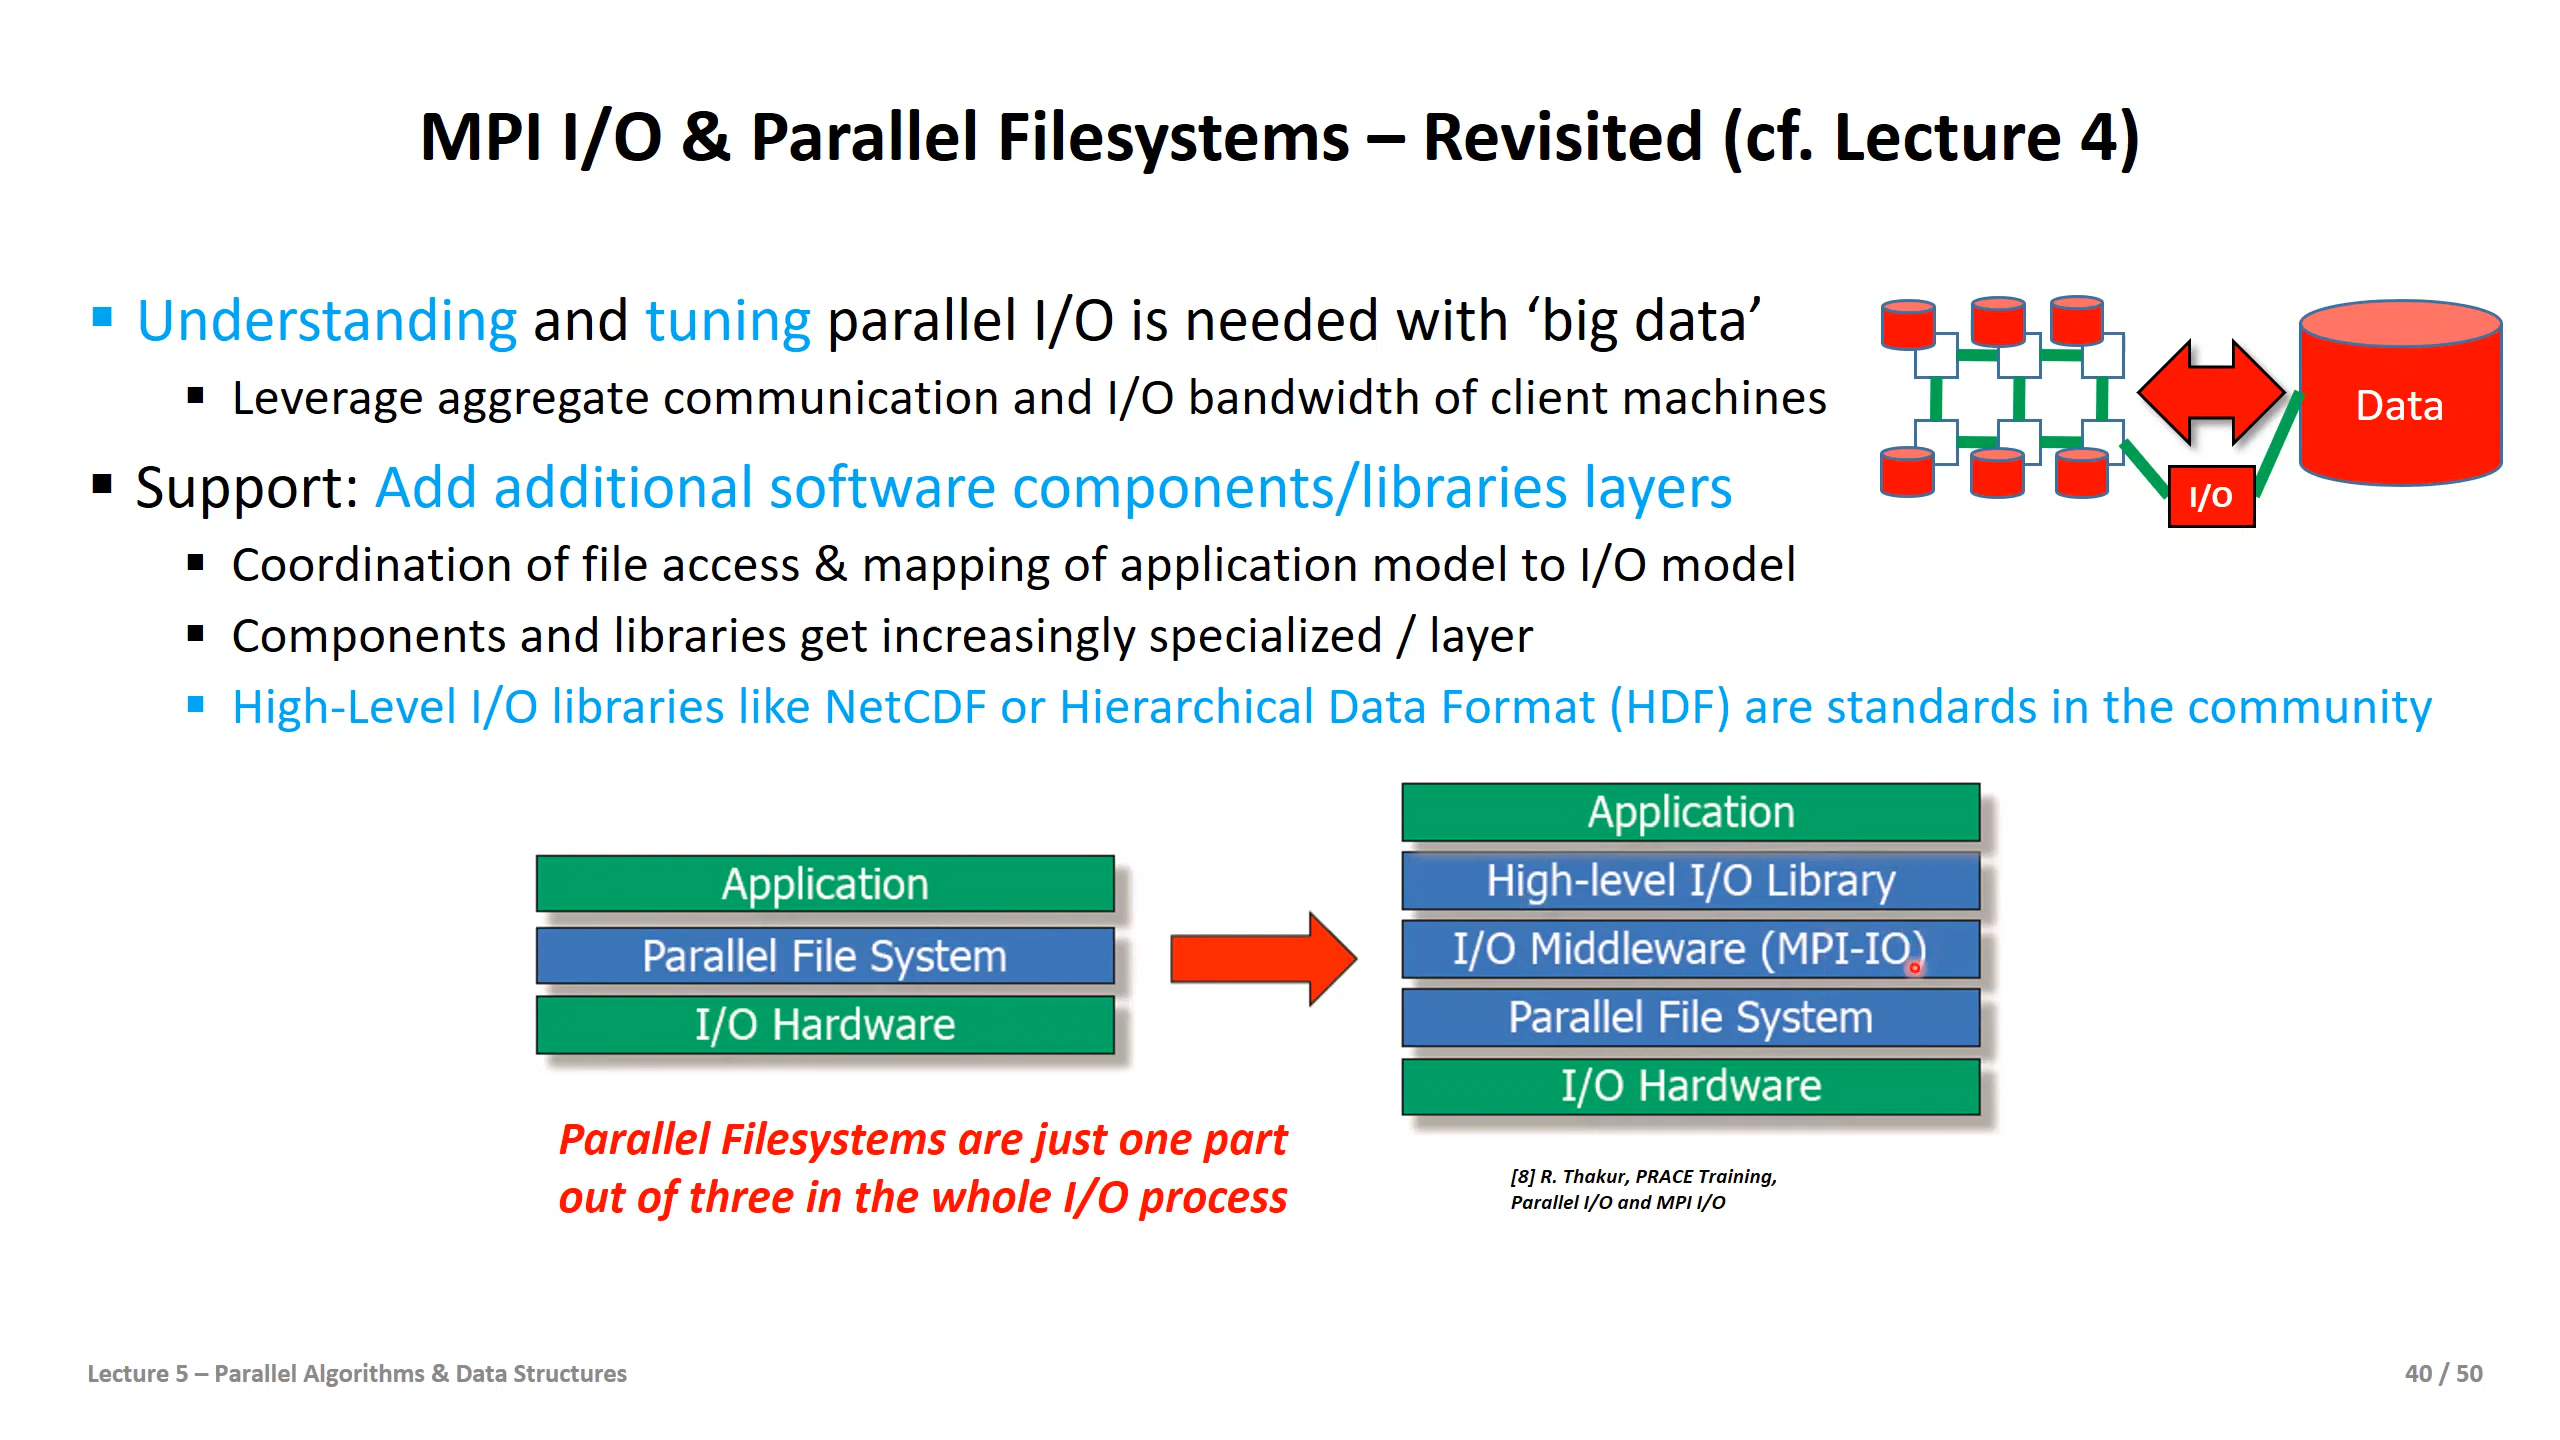 MPI I/O & Parallel Filesystems – Revisited (cf. Lecture 4)
Understanding and tuning parallel I/O is needed with ‘big data’
Leverage aggregate communication and I/O bandwidth of client machines
Support: Add additional software components/libraries layers
Coordination of file access & mapping of application model to I/O model
Components and libraries get increasingly specialized / layer
High-Level I/O libraries like NetCDF or Hierarchical Data Format (HDF) are standards in the community
Data
I/O
Application
Parallel File System
I/O Hardware
Parallel Filesystems are just one part
out of three in the whole I/O process
Application
High-level I/O Library
I/O Middleware (MPI-IO)
Parallel File System
I/O Hardware
[8] R. Thakur, PRACE Training,
Parallel I/O and MPI I/O
Lecture 5 – Parallel Algorithms & Data Structures
40 / 50